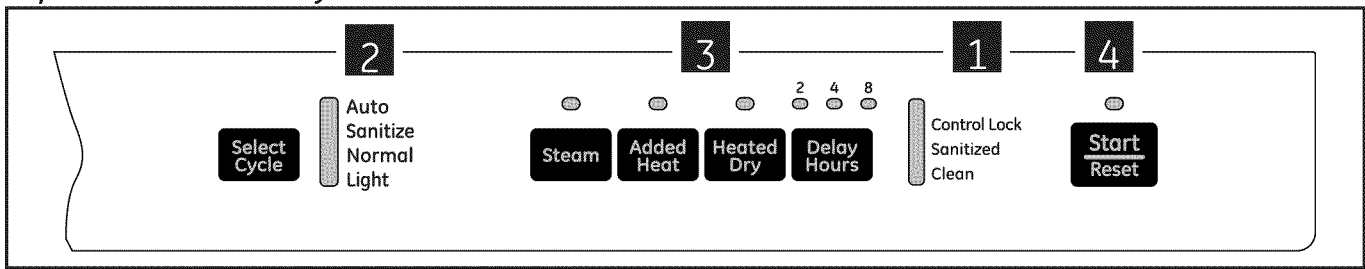 2
3
1
4
Select
Cycle
Auto
Sanitize
Normal
Light
Steam
Added
Heat
Heated
Dry
2 4 8
Delay
Hours
Control Lock
Sanitized
Clean
Start
Reset